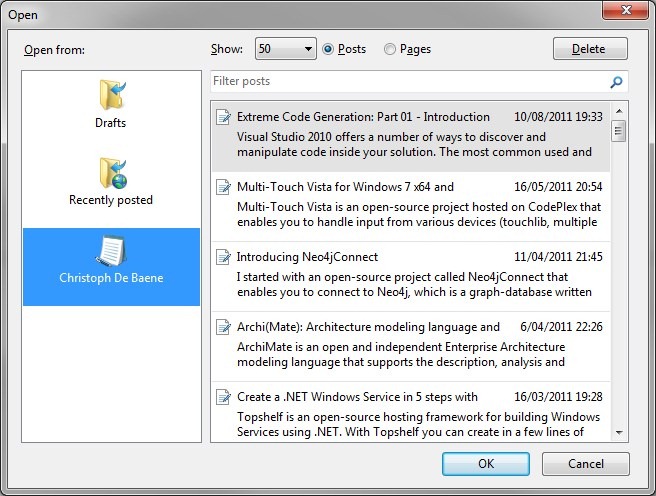 Open
Open from:
Show: 50 Posts Pages Delete
Filter posts
Drafts
Recently posted
Christoph De Baene
Extreme Code Generation: Part 01 - Introduction 10/08/2011 19:33
Visual Studio 2010 offers a number of ways to discover and
manipulate code inside your solution. The most common used and
Multi-Touch Vista for Windows 7 x64 and 16/05/2011 20:54
Multi-Touch Vista is an open-source project hosted on CodePlex that
enables you to handle input from various devices (touchlib, multiple
Introducing Neo4jConnect 11/04/2011 21:45
I started with an open-source project called Neo4jConnect that
enables you to connect to Neo4j, which is a graph-database written
Archi(Mate): Architecture modeling language and 6/04/2011 22:26
ArchiMate is an open and independent Enterprise Architecture
modeling language that supports the description, analysis and
Create a .NET Windows Service in 5 steps with 16/03/2011 19:28
Topshelf is an open-source hosting framework for building Windows
Services using .NET. With Topshelf you can create in a few lines of
OK Cancel